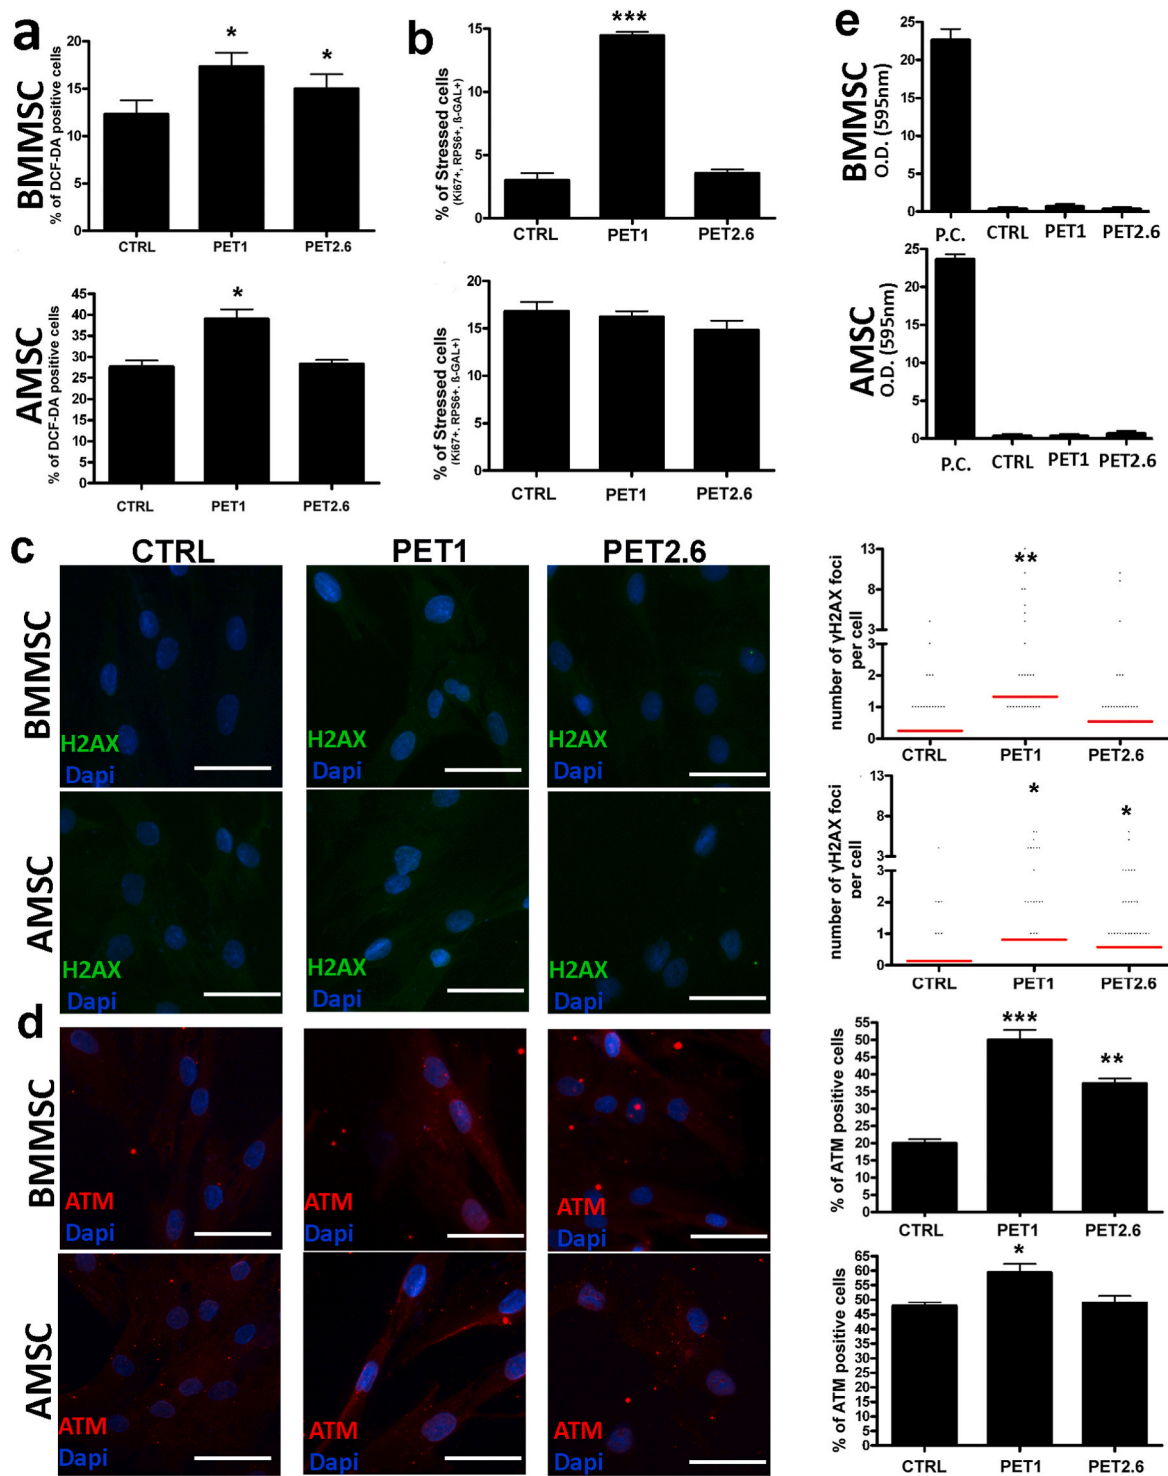 a
BMMSC
% of DCF-DA positive cells
20
15
10
5
0
*
*
CTRL
PET1
PET2.6
AMSC
% of DCF-DA positive cells
45
40
35
30
25
20
15
10
5
0
*
CTRL
PET1
PET2.6
b
% of Stressed cells
(Ki67+, RPS6+, ß-GAL+)
15
10
5
0
***
CTRL
PET1
PET2.6
% of Stressed cells
(Ki67+, RPS6+, ß-GAL+)
20
15
10
5
0
CTRL
PET1
PET2.6
e
BMMSC
O.D. (595nm)
25
20
15
10
5
0
P.C.
CTRL
PET1
PET2.6
AMSC
O.D. (595nm)
25
20
15
10
5
0
P.C.
CTRL
PET1
PET2.6
c
CTRL
PET1
PET2.6
BMMSC
H2AX
Dapi
H2AX
Dapi
H2AX
Dapi
AMSC
H2AX
Dapi
H2AX
Dapi
H2AX
Dapi
number of γH2AX foci
per cell
13
8
3
3
2
1
0
**
CTRL
PET1
PET2.6
number of γH2AX foci
per cell
13
8
3
3
2
1
0
*
*
CTRL
PET1
PET2.6
d
BMMSC
ATM
Dapi
ATM
Dapi
ATM
Dapi
AMSC
ATM
Dapi
ATM
Dapi
ATM
Dapi
% of ATM positive cells
55
50
45
40
35
30
25
20
15
10
5
0
***
**
CTRL
PET1
PET2.6
% of ATM positive cells
65
60
55
50
45
40
35
30
25
20
15
10
5
0
*
CTRL
PET1
PET2.6